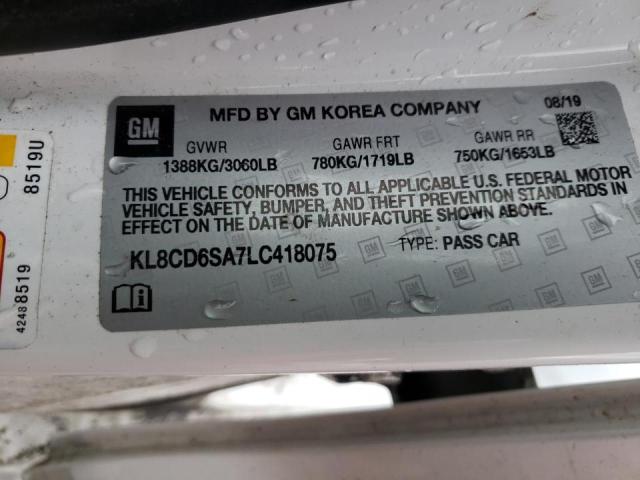 GM
MFD BY GM KOREA COMPANY
08/19
GVWR
GAWR FRT
GAWR RR
1388KG/3060LB
780KG/1719LB
750KG/1653LB
THIS VEHICLE CONFORMS TO ALL APPLICABLE U.S. FEDERAL MOTOR
VEHICLE SAFETY, BUMPER, AND THEFT PREVENTION STANDARDS IN
EFFECT ON THE DATE OF MANUFACTURE SHOWN ABOVE.
KL8CD6SA7LC418075
TYPE: PASS CAR
8519U
42488519